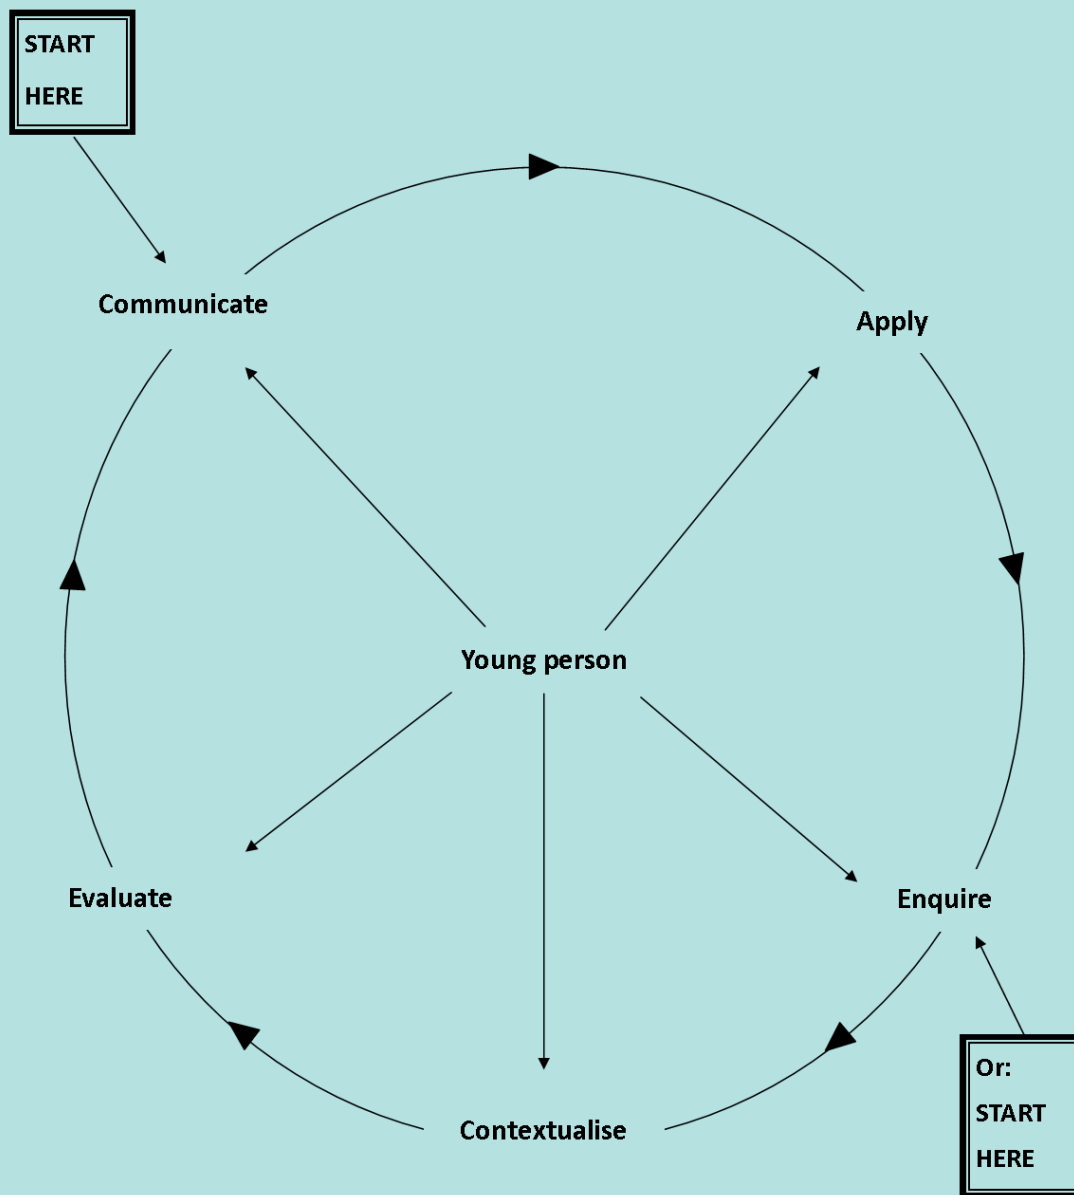 START
HERE
Communicate
Apply
Young person
Evaluate
Enquire
Contextualise
Or:
START
HERE